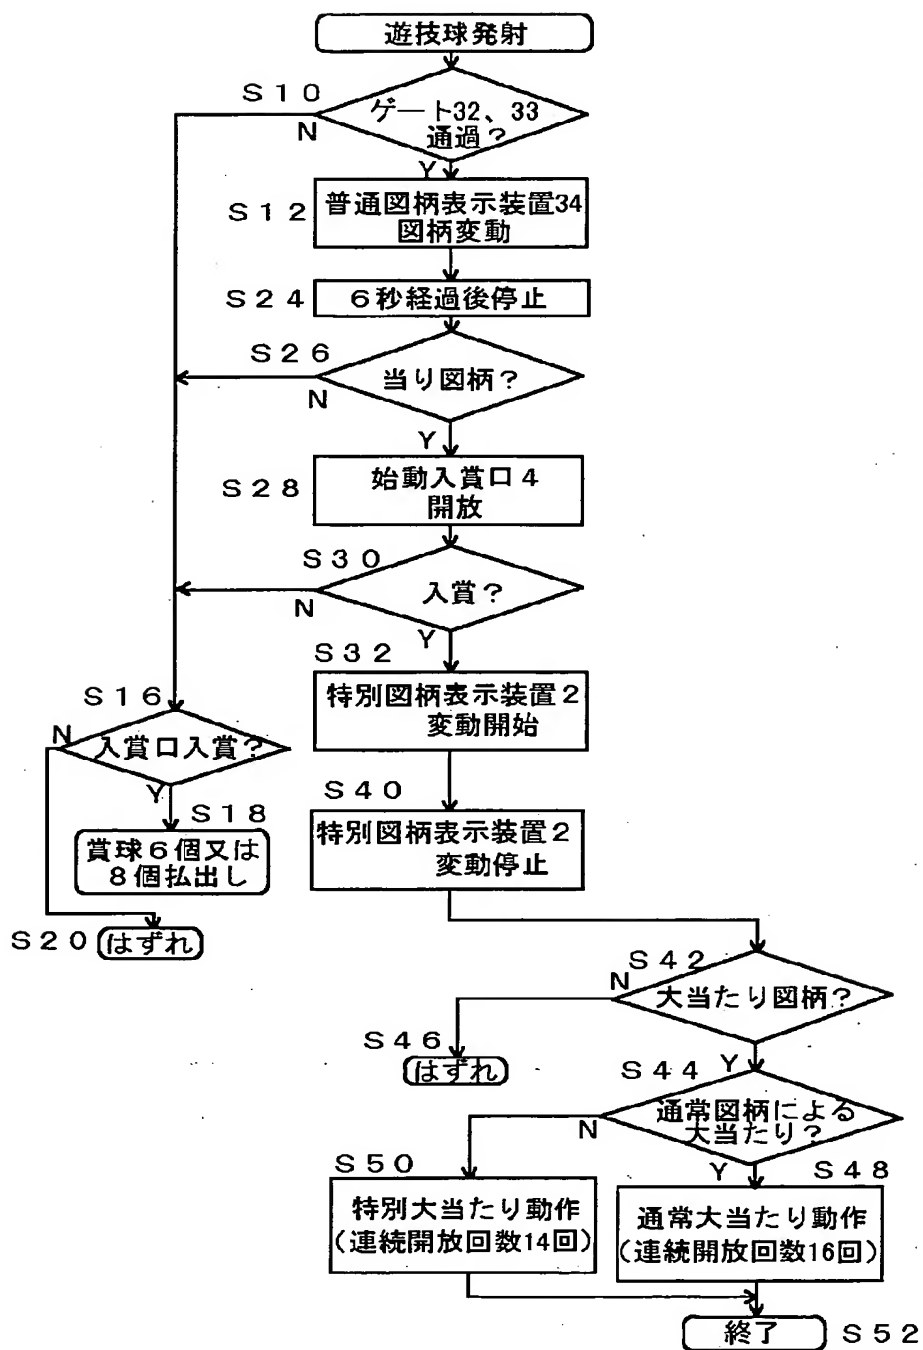 遊技球発射
S10
ゲート32、33
通過?
N
Y
S12
普通図柄表示装置34
図柄変動
S24
6秒経過後停止
S26
当り図柄?
N
Y
S28
始動入賞口4
開放
S30
入賞?
N
Y
S32
特別図柄表示装置2
変動開始
S16
入賞口入賞?
N
Y
S18
賞球6個又は
8個払出し
S20
はずれ
S40
特別図柄表示装置2
変動停止
S42
大当たり図柄?
N
Y
S46
はずれ
S44
通常図柄による
大当たり?
N
Y
S50
特別大当たり動作
(連続開放回数14回)
S48
通常大当たり動作
(連続開放回数16回)
終了
S52